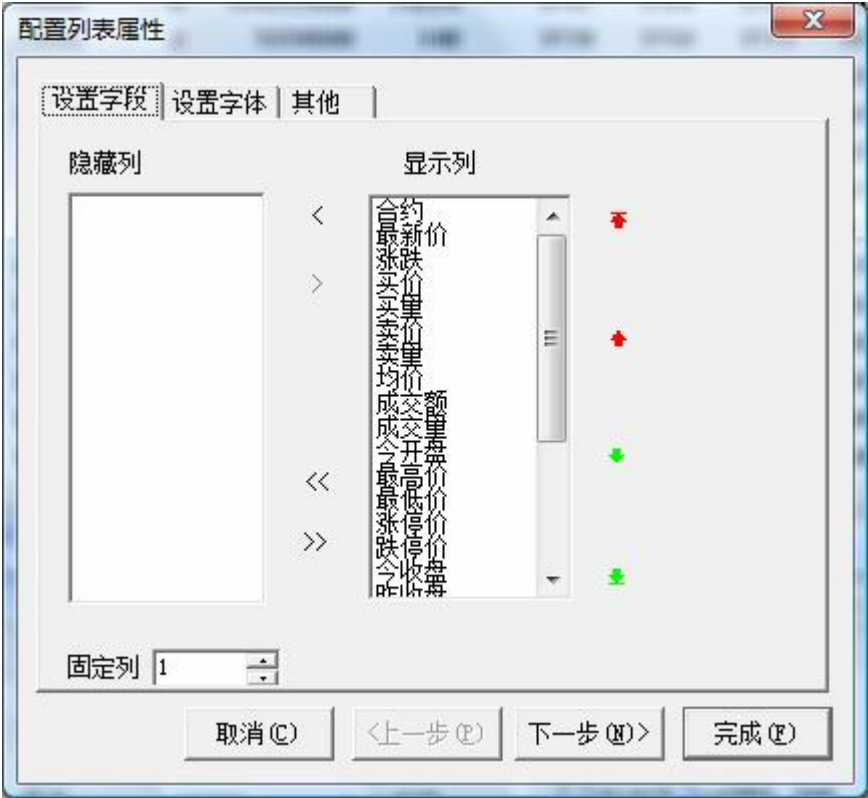 配置列表属性
设置字段 设置字体 其他
隐藏列 显示列
<
>
<<
>>
合约
最新价
涨跌
买价
买量
卖价
卖量
均价
成交额
成交量
今开盘
最高价
最低价
涨停价
跌停价
今收盘
昨收盘
固定列 1
取消(C) <上一步(P) 下一步(N)> 完成(F)